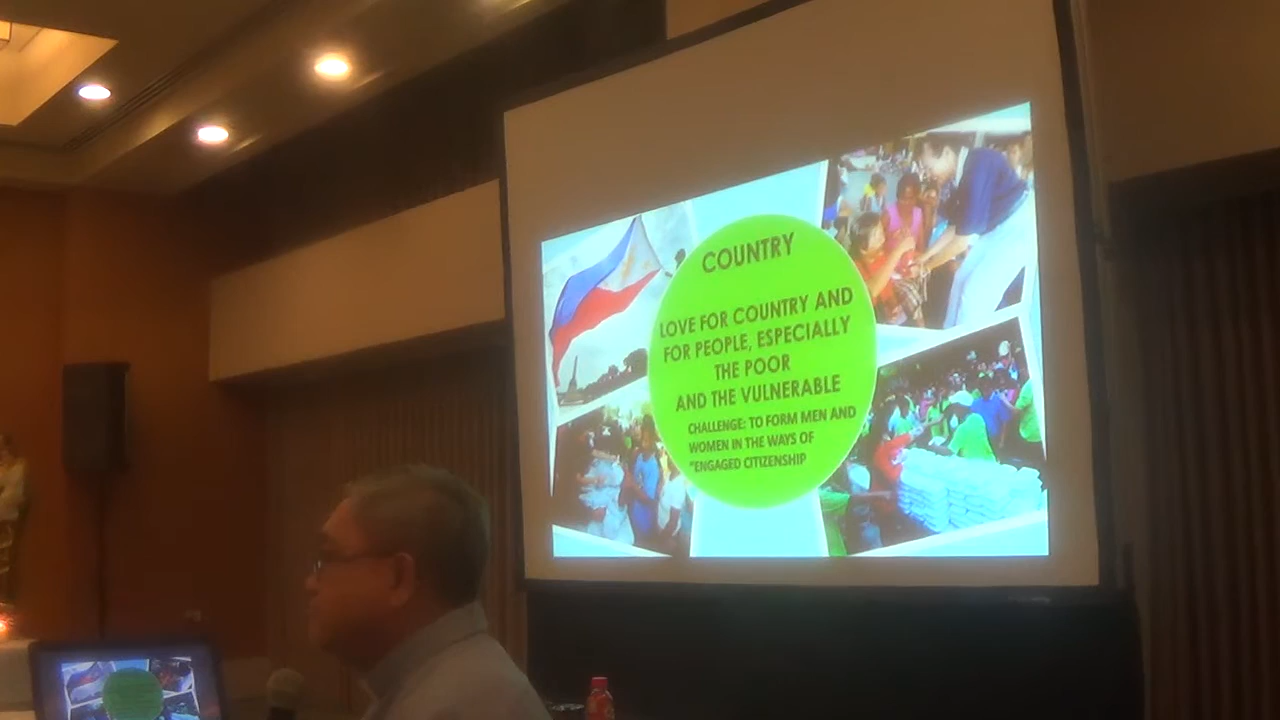 COUNTRY
LOVE FOR COUNTRY AND
FOR PEOPLE, ESPECIALLY
THE POOR
AND THE VULNERABLE
CHALLENGE: TO FORM MEN AND
WOMEN IN THE WAYS OF
"ENGAGED CITIZENSHIP